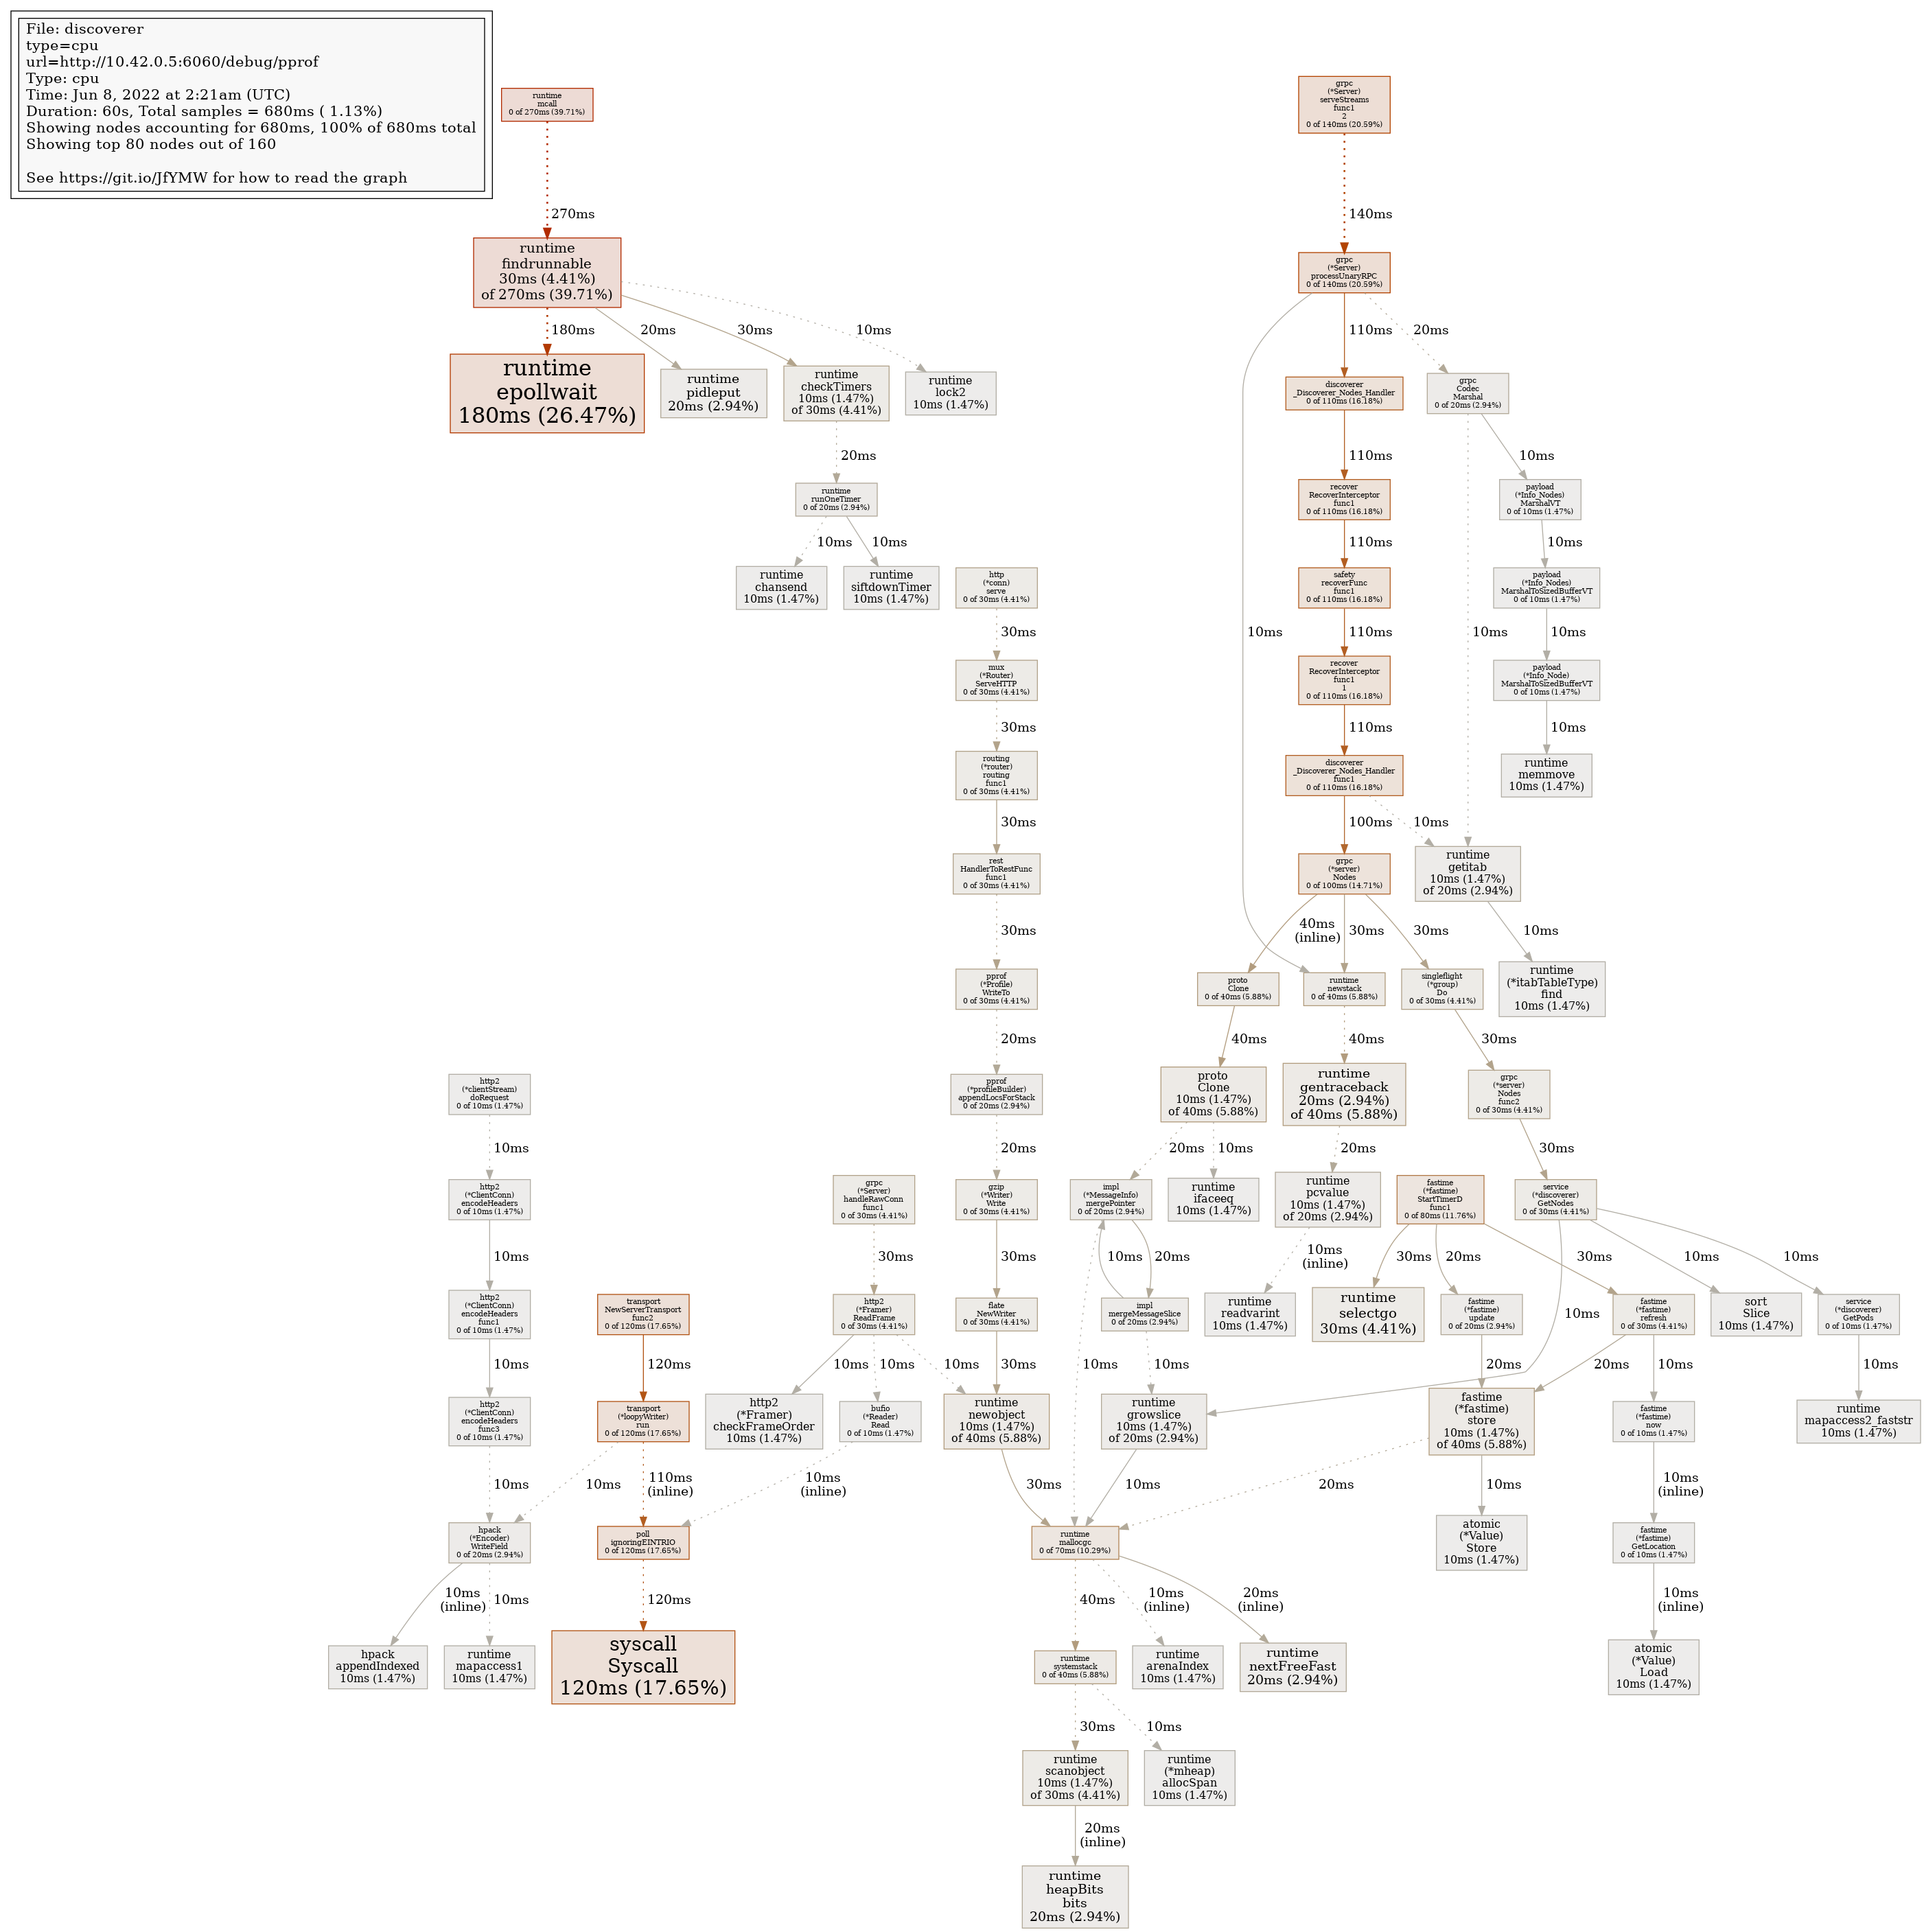 File: discoverer
type=cpu
url=http://10.42.0.5:6060/debug/pprof
Type: cpu
Time: Jun 8, 2022 at 2:21am (UTC)
Duration: 60s, Total samples = 680ms ( 1.13%)
Showing nodes accounting for 680ms, 100% of 680ms total
Showing top 80 nodes out of 160
See https://git.io/JfYMW for how to read the graph
runtime
mcall
0 of 270ms (39.71%)
270ms
runtime
findrunnable
30ms (4.41%)
of 270ms (39.71%)
180ms
20ms
30ms
10ms
runtime
epollwait
180ms (26.47%)
runtime
pidleput
20ms (2.94%)
runtime
checkTimers
10ms (1.47%)
of 30ms (4.41%)
runtime
lock2
10ms (1.47%)
20ms
runtime
runOneTimer
0 of 20ms (2.94%)
10ms
10ms
runtime
chansend
10ms (1.47%)
runtime
siftdownTimer
10ms (1.47%)
grpc
(*Server)
serveStreams
func1
2
0 of 140ms (20.59%)
140ms
grpc
(*Server)
processUnaryRPC
0 of 140ms (20.59%)
10ms
110ms
20ms
discoverer
_Discoverer_Nodes_Handler
0 of 110ms (16.18%)
110ms
recover
RecoverInterceptor
func1
0 of 110ms (16.18%)
110ms
safety
recoverFunc
func1
0 of 110ms (16.18%)
110ms
recover
RecoverInterceptor
func1
1
0 of 110ms (16.18%)
110ms
discoverer
_Discoverer_Nodes_Handler
func1
0 of 110ms (16.18%)
100ms
10ms
grpc
Codec
Marshal
0 of 20ms (2.94%)
10ms
10ms
payload
(*Info_Nodes)
MarshalVT
0 of 10ms (1.47%)
10ms
payload
(*Info_Nodes)
MarshalToSizedBufferVT
0 of 10ms (1.47%)
10ms
payload
(*Info_Node)
MarshalToSizedBufferVT
0 of 10ms (1.47%)
10ms
runtime
memmove
10ms (1.47%)
runtime
getitab
10ms (1.47%)
of 20ms (2.94%)
10ms
runtime
(*itabTableType)
find
10ms (1.47%)
grpc
(*server)
Nodes
0 of 100ms (14.71%)
40ms
(inline)
30ms
30ms
proto
Clone
0 of 40ms (5.88%)
40ms
proto
Clone
10ms (1.47%)
of 40ms (5.88%)
20ms
10ms
runtime
newstack
0 of 40ms (5.88%)
40ms
runtime
gentraceback
20ms (2.94%)
of 40ms (5.88%)
20ms
runtime
pcvalue
10ms (1.47%)
of 20ms (2.94%)
10ms
(inline)
runtime
readvarint
10ms (1.47%)
singleflight
(*group)
Do
0 of 30ms (4.41%)
30ms
grpc
(*server)
Nodes
func2
0 of 30ms (4.41%)
30ms
service
(*discoverer)
GetNodes
0 of 30ms (4.41%)
10ms
10ms
10ms
sort
Slice
10ms (1.47%)
service
(*discoverer)
GetPods
0 of 10ms (1.47%)
10ms
runtime
mapaccess2_faststr
10ms (1.47%)
http
(*conn)
serve
0 of 30ms (4.41%)
30ms
mux
(*Router)
ServeHTTP
0 of 30ms (4.41%)
30ms
routing
(*router)
routing
func1
0 of 30ms (4.41%)
30ms
rest
HandlerToRestFunc
func1
0 of 30ms (4.41%)
30ms
pprof
(*Profile)
WriteTo
0 of 30ms (4.41%)
20ms
pprof
(*profileBuilder)
appendLocsForStack
0 of 20ms (2.94%)
20ms
gzip
(*Writer)
Write
0 of 30ms (4.41%)
30ms
flate
NewWriter
0 of 30ms (4.41%)
30ms
runtime
newobject
10ms (1.47%)
of 40ms (5.88%)
30ms
impl
(*MessageInfo)
mergePointer
0 of 20ms (2.94%)
10ms
10ms
20ms
runtime
ifaceeq
10ms (1.47%)
impl
mergeMessageSlice
0 of 20ms (2.94%)
10ms
runtime
growslice
10ms (1.47%)
of 20ms (2.94%)
10ms
fastime
(*fastime)
StartTimerD
func1
0 of 80ms (11.76%)
30ms
20ms
30ms
runtime
selectgo
30ms (4.41%)
fastime
(*fastime)
update
0 of 20ms (2.94%)
20ms
fastime
(*fastime)
refresh
0 of 30ms (4.41%)
20ms
10ms
fastime
(*fastime)
store
10ms (1.47%)
of 40ms (5.88%)
20ms
10ms
atomic
(*Value)
Store
10ms (1.47%)
fastime
(*fastime)
now
0 of 10ms (1.47%)
10ms
(inline)
fastime
(*fastime)
GetLocation
0 of 10ms (1.47%)
10ms
(inline)
atomic
(*Value)
Load
10ms (1.47%)
http2
(*clientStream)
doRequest
0 of 10ms (1.47%)
10ms
http2
(*ClientConn)
encodeHeaders
0 of 10ms (1.47%)
10ms
http2
(*ClientConn)
encodeHeaders
func1
0 of 10ms (1.47%)
10ms
http2
(*ClientConn)
encodeHeaders
func3
0 of 10ms (1.47%)
10ms
hpack
(*Encoder)
WriteField
0 of 20ms (2.94%)
10ms
(inline)
10ms
hpack
appendIndexed
10ms (1.47%)
runtime
mapaccess1
10ms (1.47%)
transport
NewServerTransport
func2
0 of 120ms (17.65%)
120ms
transport
(*loopyWriter)
run
0 of 120ms (17.65%)
10ms
110ms
(inline)
poll
ignoringEINTRIO
0 of 120ms (17.65%)
120ms
syscall
Syscall
120ms (17.65%)
grpc
(*Server)
handleRawConn
func1
0 of 30ms (4.41%)
30ms
http2
(*Framer)
ReadFrame
0 of 30ms (4.41%)
10ms
10ms
10ms
http2
(*Framer)
checkFrameOrder
10ms (1.47%)
bufio
(*Reader)
Read
0 of 10ms (1.47%)
10ms
(inline)
runtime
mallocgc
0 of 70ms (10.29%)
40ms
10ms
(inline)
20ms
(inline)
runtime
systemstack
0 of 40ms (5.88%)
runtime
arenaIndex
10ms (1.47%)
runtime
nextFreeFast
20ms (2.94%)
30ms
10ms
runtime
scanobject
10ms (1.47%)
of 30ms (4.41%)
runtime
(*mheap)
allocSpan
10ms (1.47%)
20ms
(inline)
runtime
heapBits
bits
20ms (2.94%)